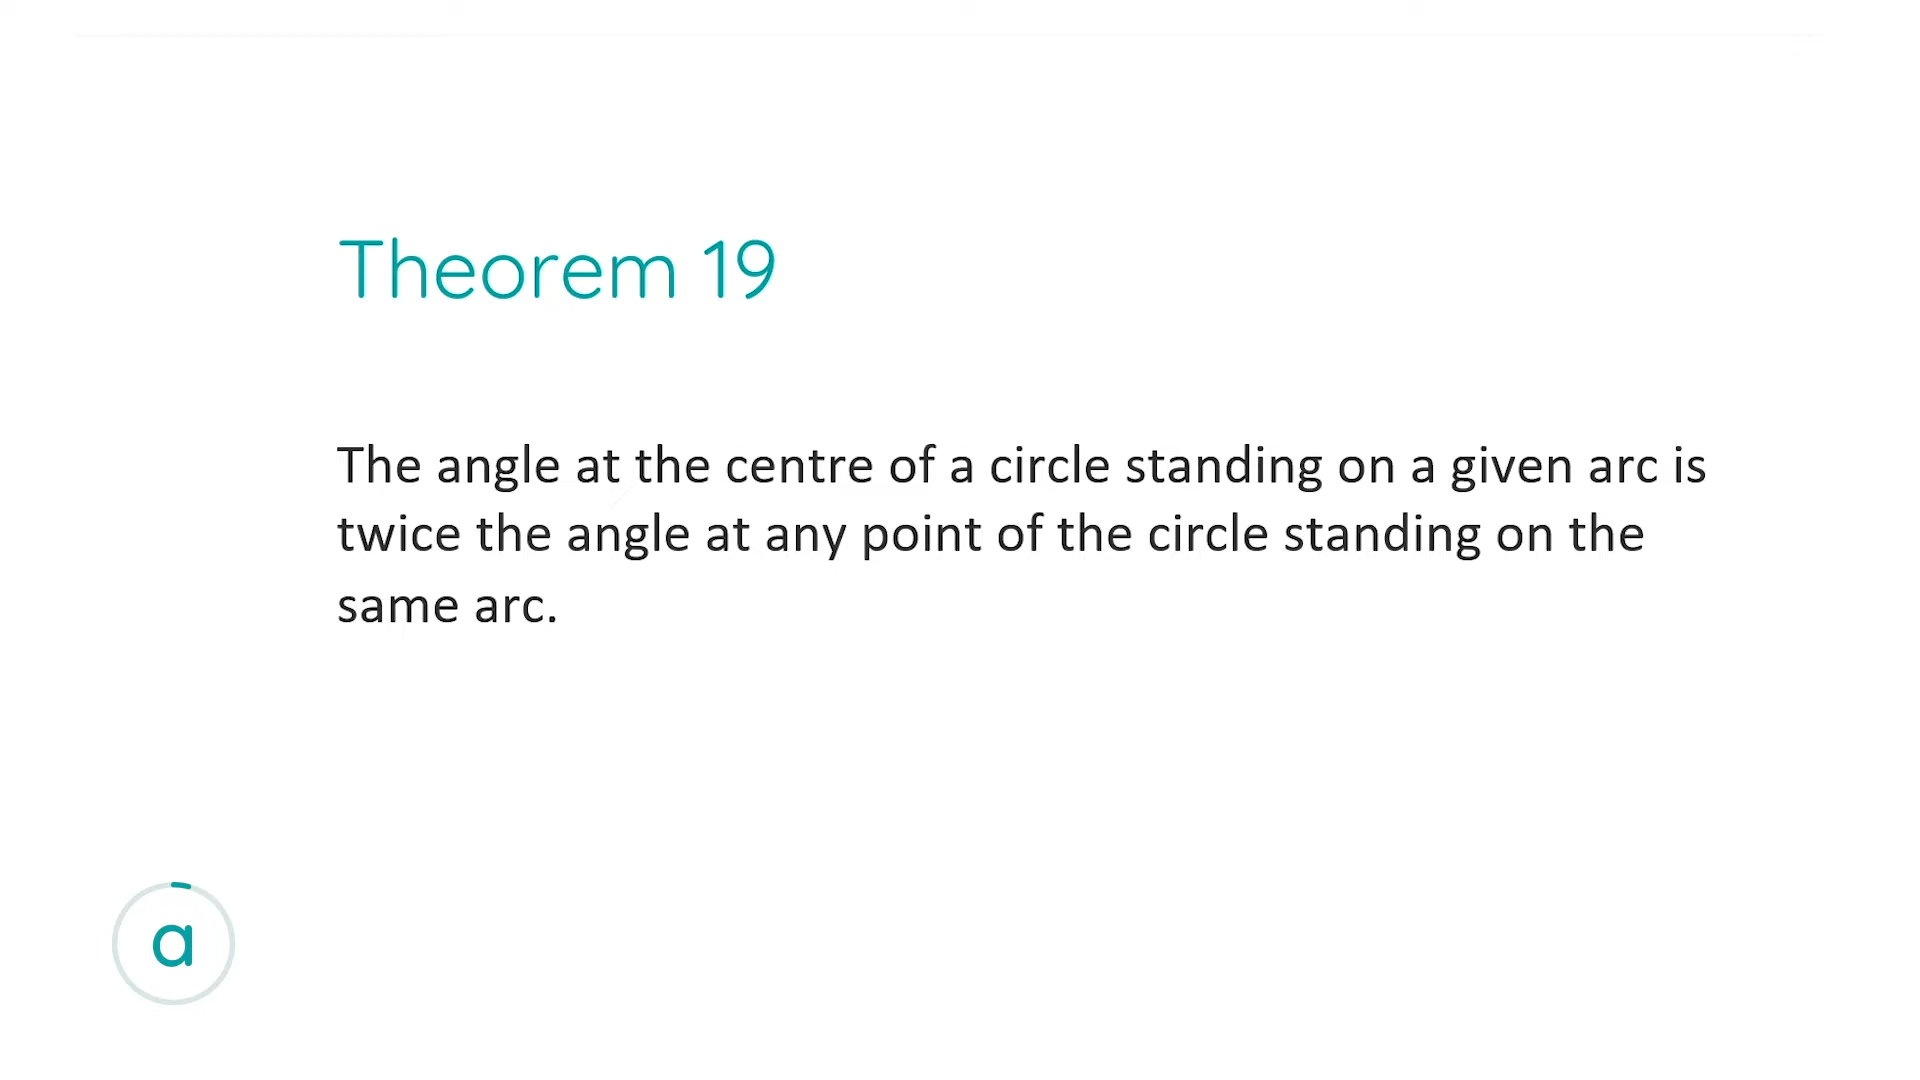 Theorem 19
The angle at the centre of a circle standing on a given arc is
twice the angle at any point of the circle standing on the
same arc.
a